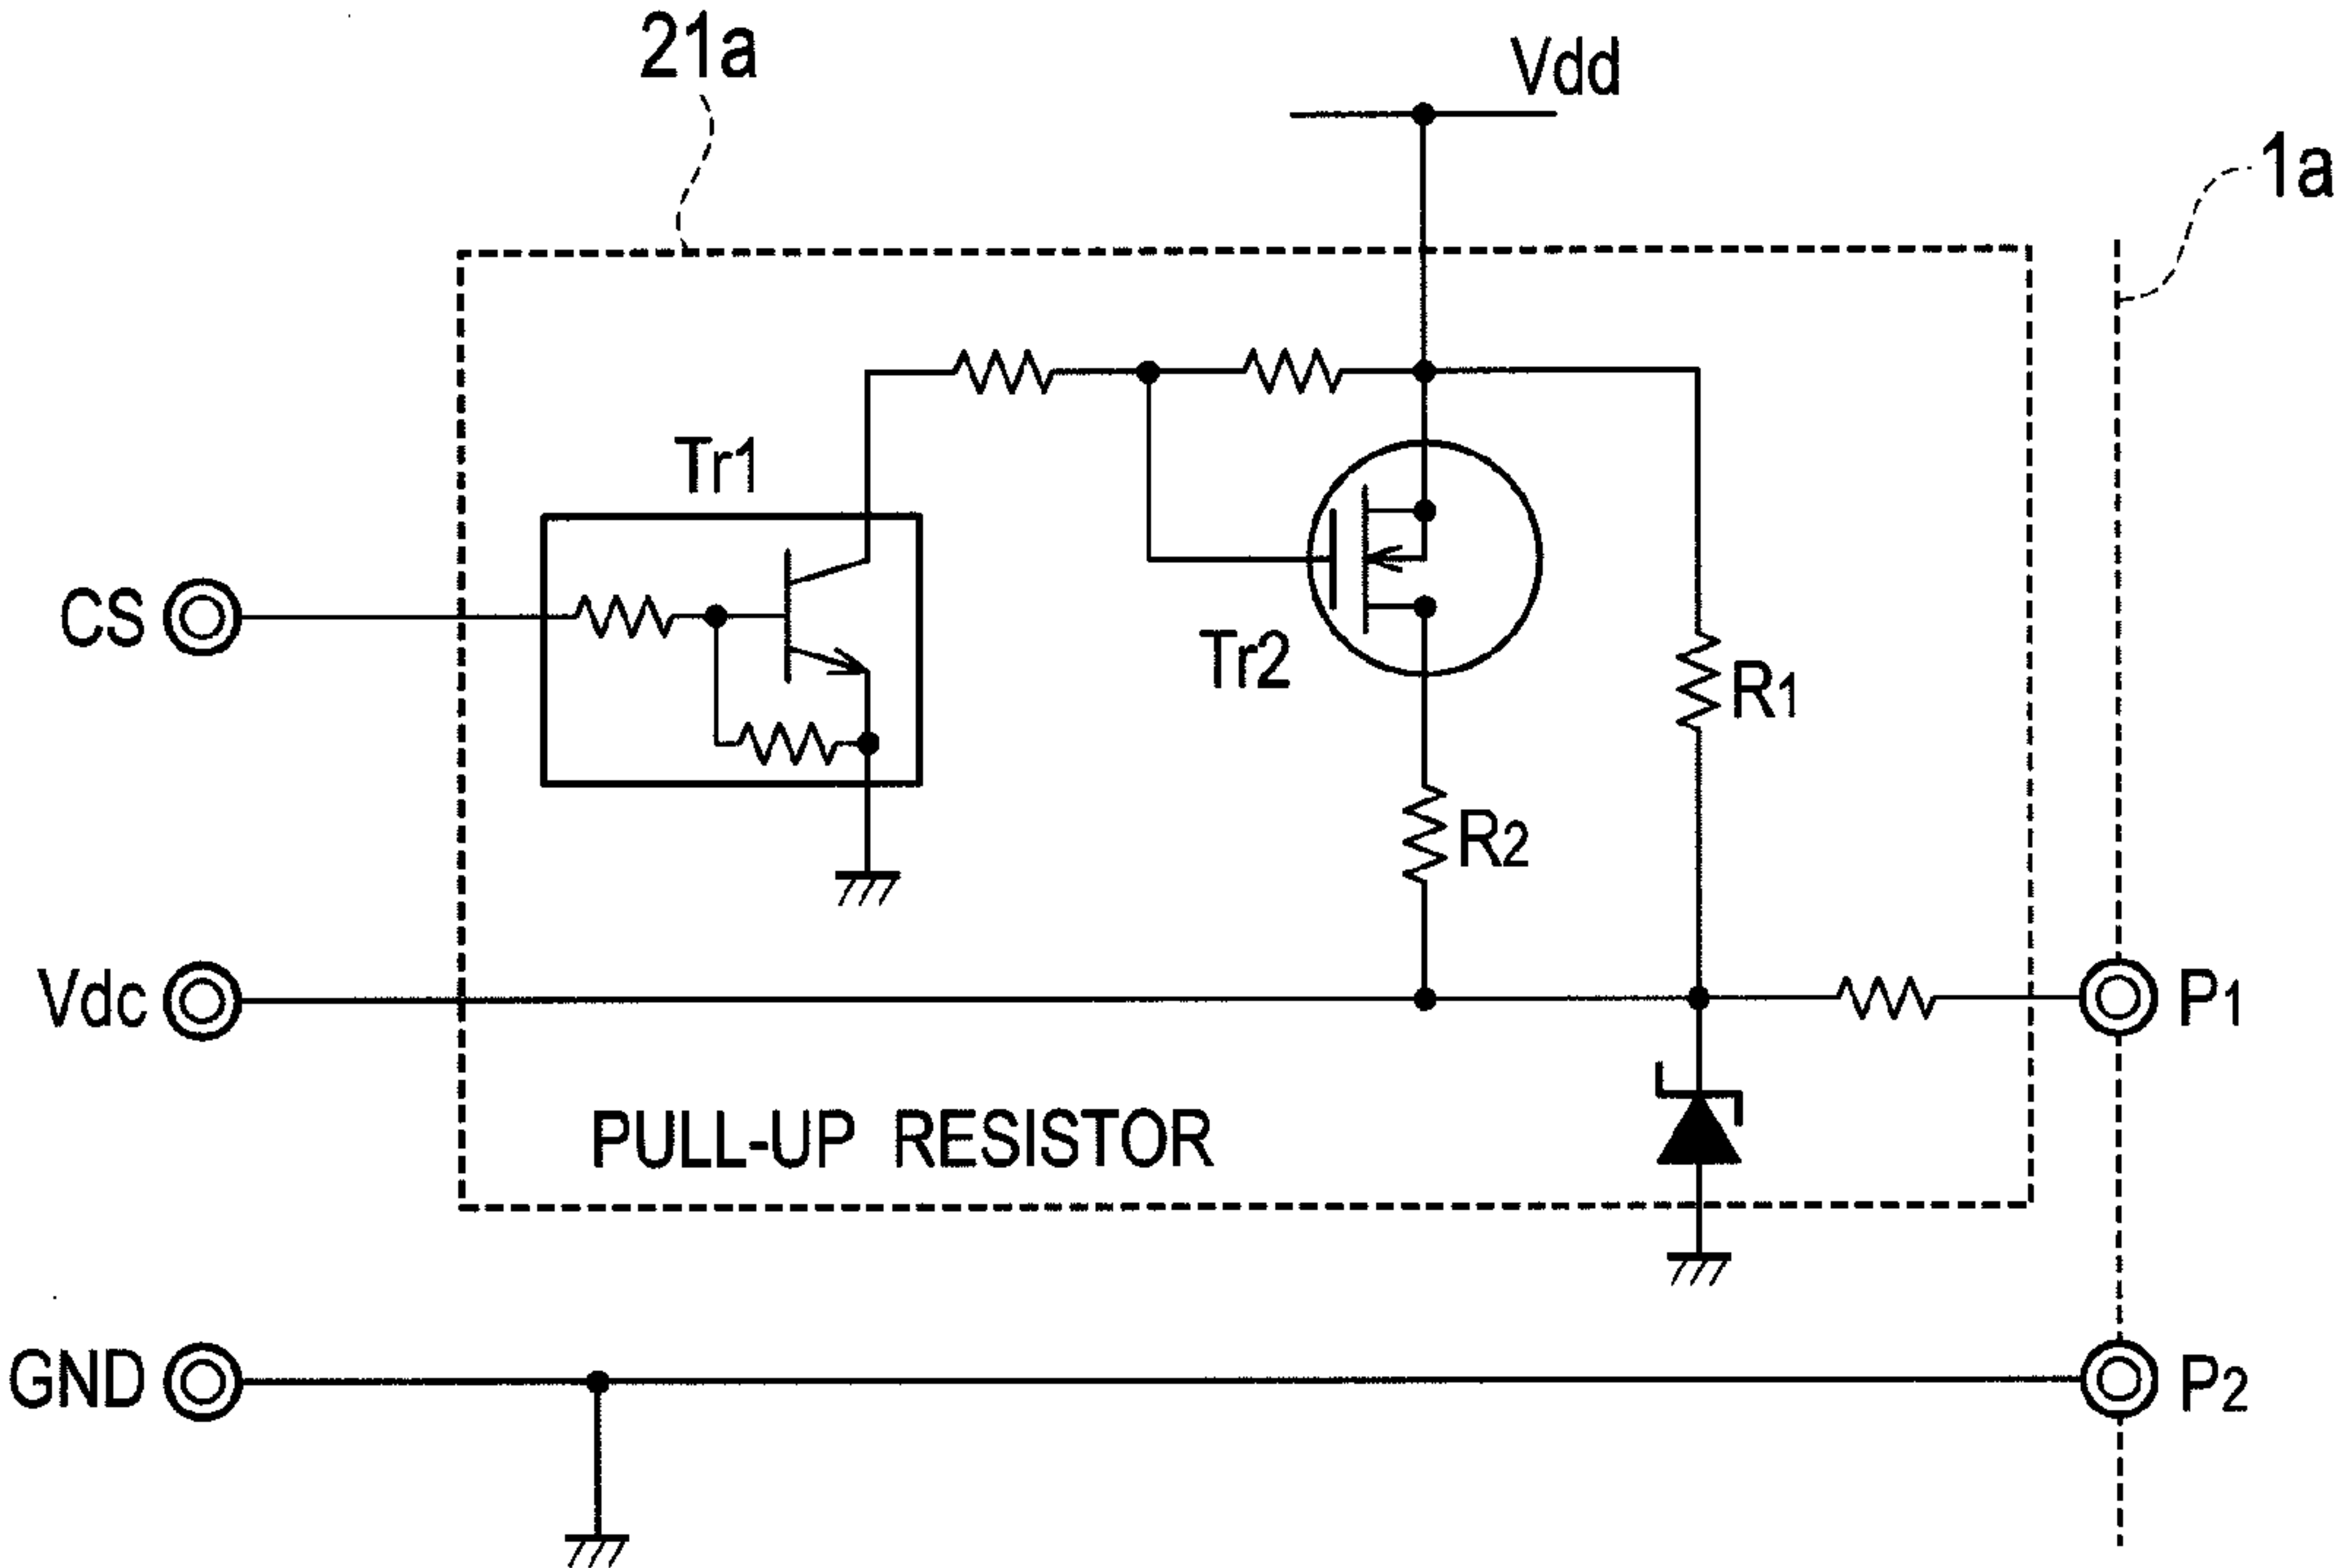 21a
Vdd
1a
Tr1
CS
Tr2
R1
R2
Vdc
P1
PULL-UP RESISTOR
GND
P2